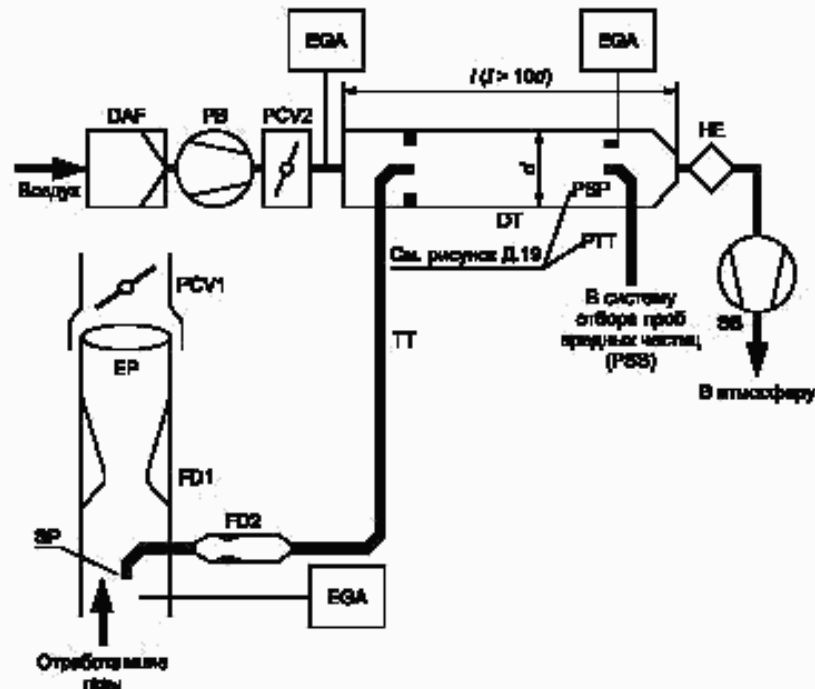 EGA
EGA
l (l > 10d)
DAF
PB
PCV2
HE
Воздух
d
PSP
DT
См. рисунок Д.19
PTT
PCV1
В систему
отбора проб
вредных частиц
(PSS)
SB
EP
TT
В атмосферу
FD1
FD2
SP
EGA
Отработавшие
газы